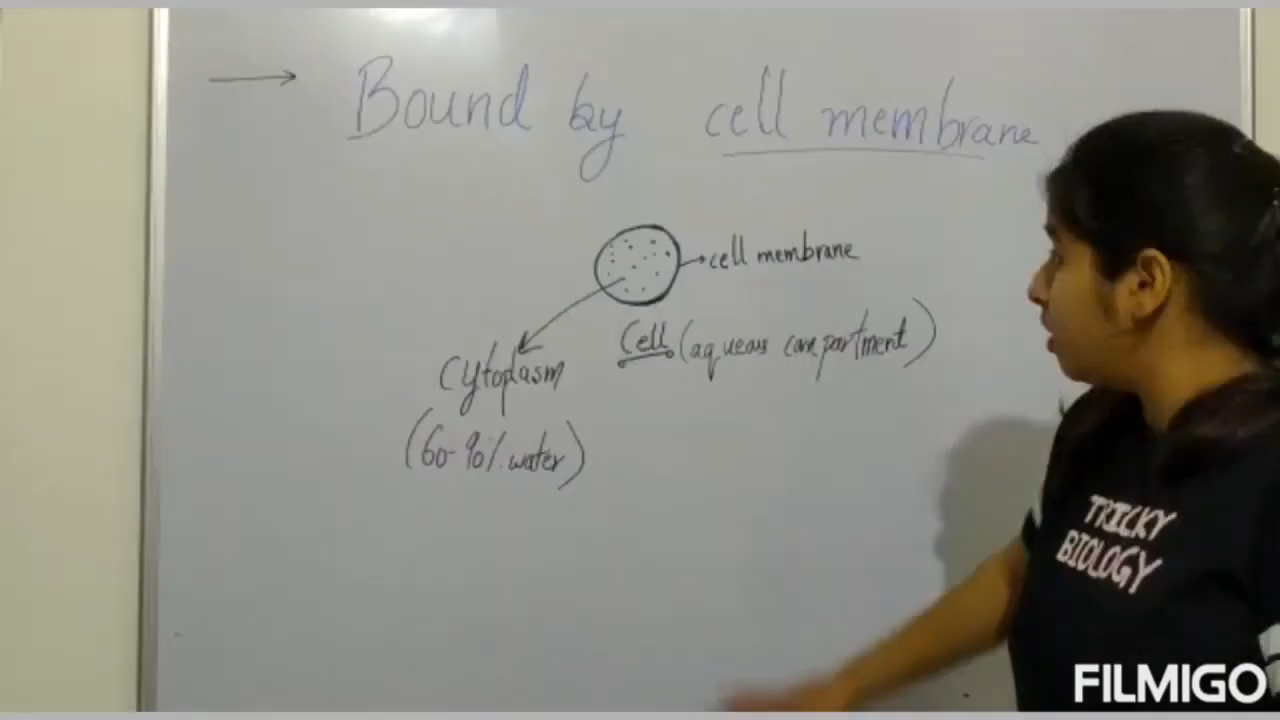 → Bound by cell membrane
→ cell membrane
Cell (aqueous compartment)
Cytoplasm
(60-90% water)
TRICKY
BIOLOGY
FILMIGO